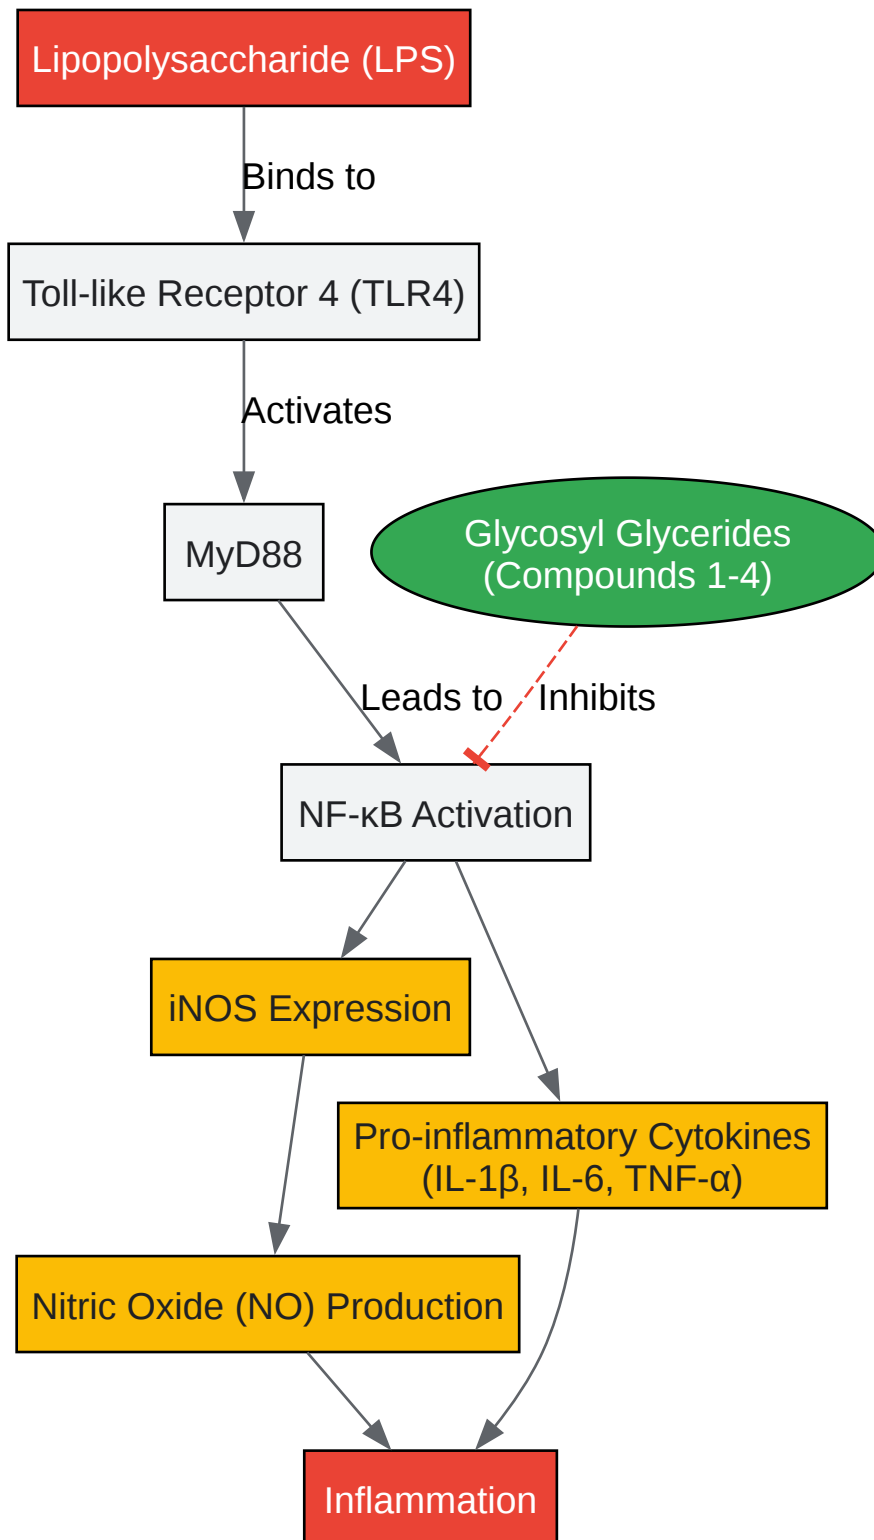 Lipopolysaccharide (LPS)
Binds to
Toll-like Receptor 4 (TLR4)
Activates
MyD88
Glycosyl Glycerides
(Compounds 1-4)
Leads to
Inhibits
NF-κB Activation
iNOS Expression
Pro-inflammatory Cytokines
(IL-1β, IL-6, TNF-α)
Nitric Oxide (NO) Production
Inflammation